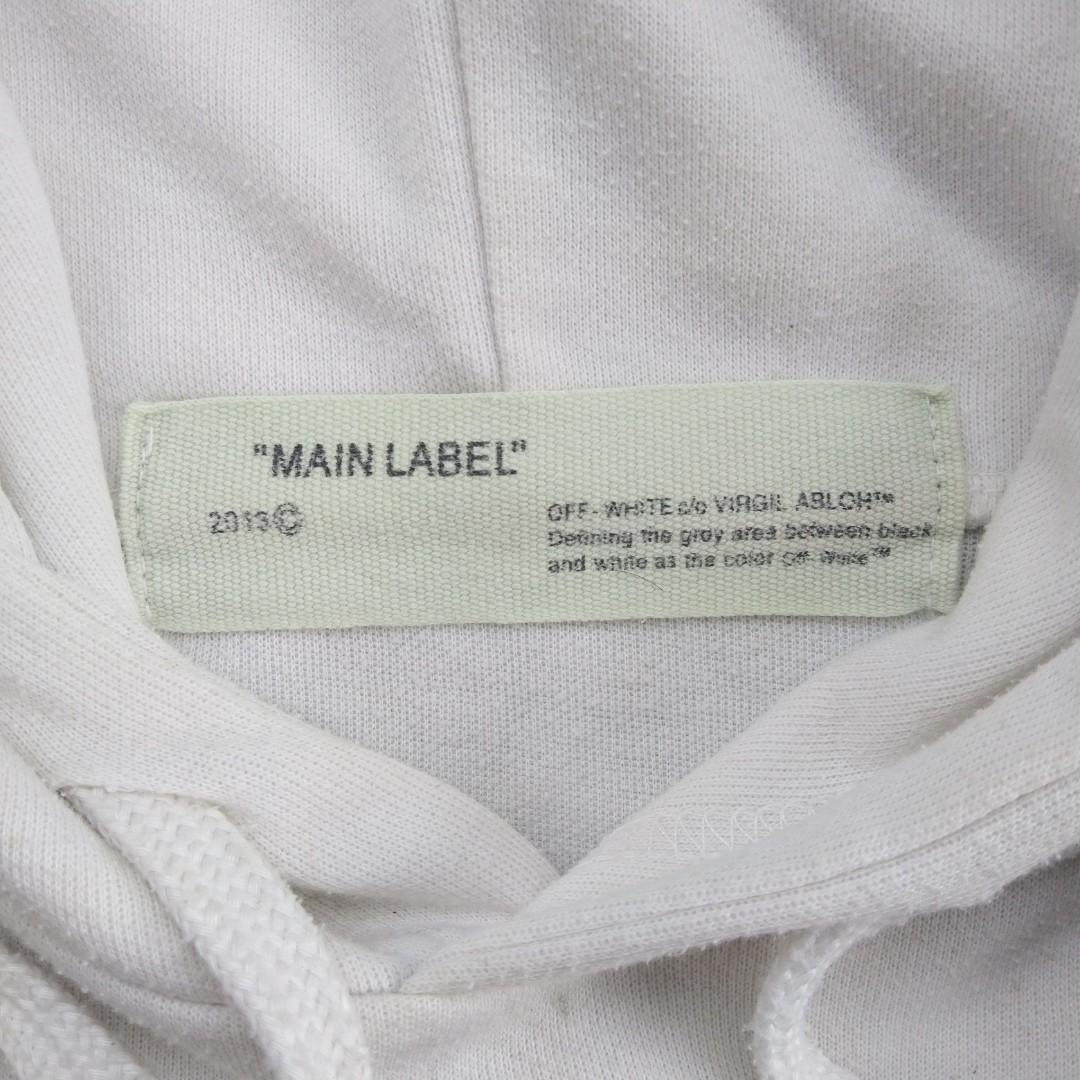 "MAIN LABEL"
2013©
OFF-WHITE c/o VIRGIL ABLOH™
Defining the grey area between black
and white as the color Off-White™